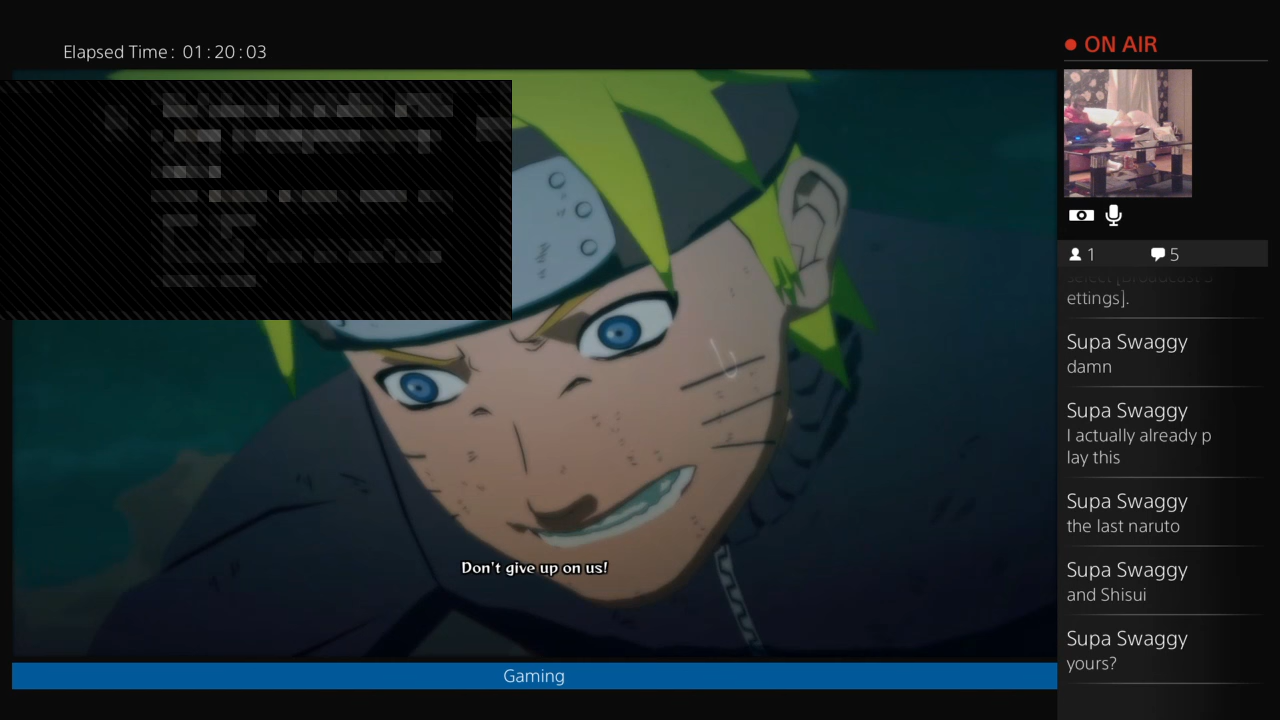 Elapsed Time: 01:20:03
ON AIR
1
5
ettings].
Supa Swaggy
damn
Supa Swaggy
I actually already p
lay this
Supa Swaggy
the last naruto
Supa Swaggy
and Shisui
Supa Swaggy
yours?
Don't give up on us!
Gaming